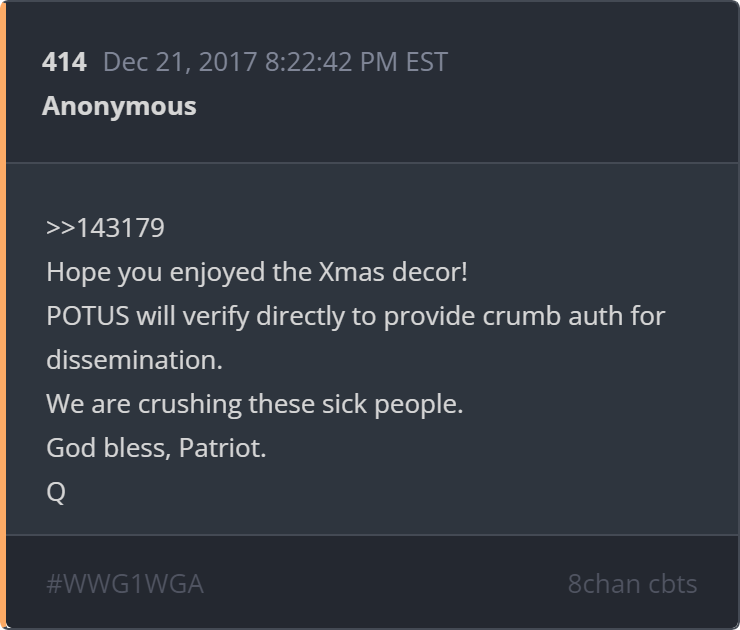 414 Dec 21, 2017 8:22:42 PM EST
Anonymous
>>143179
Hope you enjoyed the Xmas decor!
POTUS will verify directly to provide crumb auth for
dissemination.
We are crushing these sick people.
God bless, Patriot.
Q
#WWG1WGA 8chan cbts